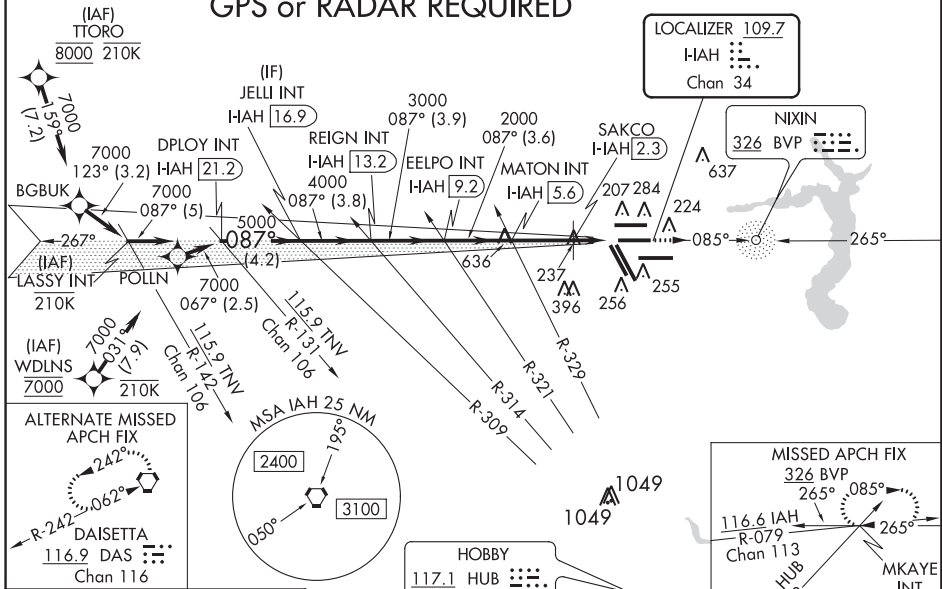 GPS or RADAR REQUIRED
(IAF)
TTORO
8000 210K
7000
159°
(7.2)
LOCALIZER 109.7
I-IAH
Chan 34
NIXIN
326 BVP
(IF)
JELLI INT
I-IAH 16.9
3000
087° (3.9)
2000
087° (3.6)
SAKCO
I-IAH 2.3
REIGN INT
I-IAH 13.2
4000
087° (3.8)
EELPO INT
I-IAH 9.2
MATON INT
I-IAH 5.6
DPLOY INT
I-IAH 21.2
7000
123° (3.2)
7000
087° (5)
BGBUK
637
207 284
224
5000
087°
(4.2)
267°
085°
265°
(IAF)
LASSY INT
210K
POLLN
7000
067° (2.5)
636
237
396
256
255
(IAF)
WDLNS
7000
210K
7000
031°
(7.9)
115.9 TNV
R-142
Chan 106
115.9 TNV
R-131
Chan 106
R-309
R-314
R-321
R-329
ALTERNATE MISSED
APCH FIX
242°
062°
R-242
DAISETTA
116.9 DAS
Chan 116
MSA IAH 25 NM
195°
2400
3100
050°
1049
1049
HOBBY
117.1 HUB
MISSED APCH FIX
326 BVP
265°
085°
265°
116.6 IAH
R-079
Chan 113
HUB
MKAYE
INT